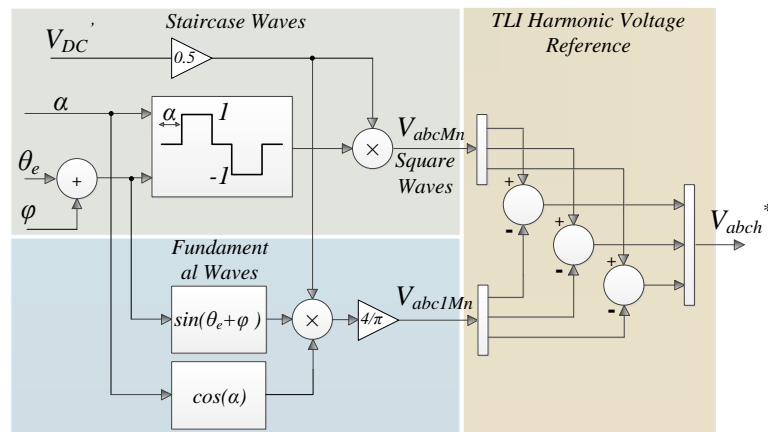 Staircase Waves
TLI Harmonic Voltage
Reference
V_DC '
0.5
α
α
1
-1
θ_e
+
φ
×
V_abcMn
Square
Waves
+
-
+
-
+
-
V_abch *
Fundament
al Waves
sin(θ_e+φ )
×
4/π
V_abc1Mn
cos(α)